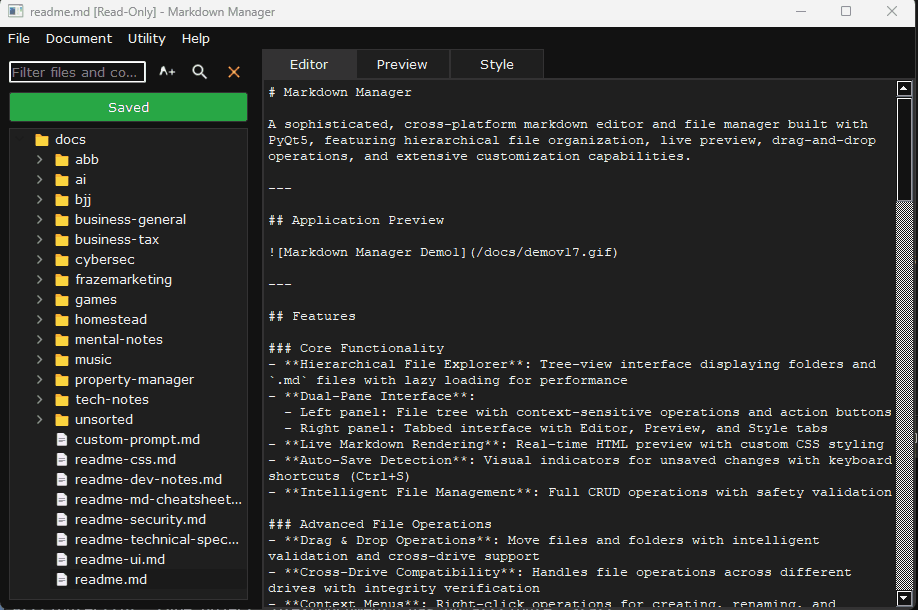 readme.md [Read-Only] - Markdown Manager
File Document Utility Help
Filter files and co... A+
Saved
docs
abb
ai
bjj
business-general
business-tax
cybersec
frazemarketing
games
homestead
mental-notes
music
property-manager
tech-notes
unsorted
custom-prompt.md
readme-css.md
readme-dev-notes.md
readme-md-cheatsheet...
readme-security.md
readme-technical-spec...
readme-ui.md
readme.md
Editor Preview Style
# Markdown Manager
A sophisticated, cross-platform markdown editor and file manager built with
PyQt5, featuring hierarchical file organization, live preview, drag-and-drop
operations, and extensive customization capabilities.
---
## Application Preview
![Markdown Manager Demo1](/docs/demov17.gif)
---
## Features
### Core Functionality
- **Hierarchical File Explorer**: Tree-view interface displaying folders and
`.md` files with lazy loading for performance
- **Dual-Pane Interface**:
  - Left panel: File tree with context-sensitive operations and action buttons
  - Right panel: Tabbed interface with Editor, Preview, and Style tabs
- **Live Markdown Rendering**: Real-time HTML preview with custom CSS styling
- **Auto-Save Detection**: Visual indicators for unsaved changes with keyboard
shortcuts (Ctrl+S)
- **Intelligent File Management**: Full CRUD operations with safety validation
### Advanced File Operations
- **Drag & Drop Operations**: Move files and folders with intelligent
validation and cross-drive support
- **Cross-Drive Compatibility**: Handles file operations across different
drives with integrity verification
- **Context Menus**: Right-click operations for creating, renaming, and